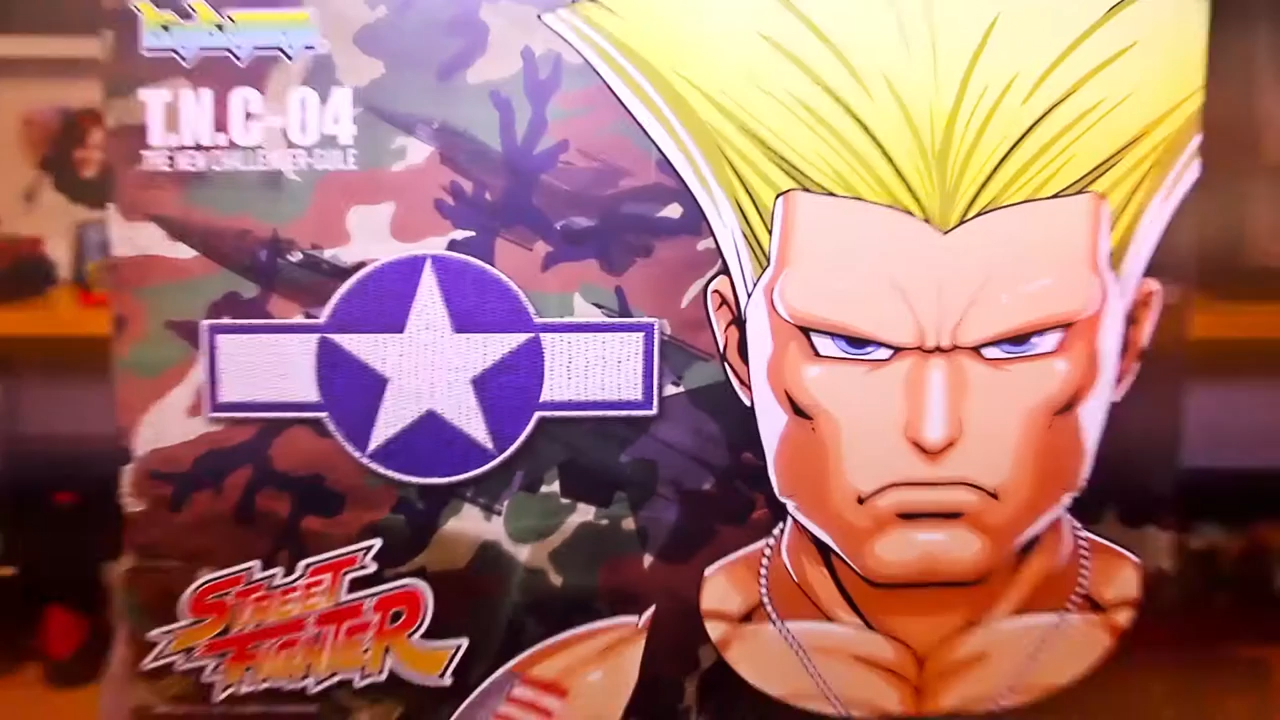 T.N.C-04
THE NEW CHALLENGER-GUILE
STREET
FIGHTER